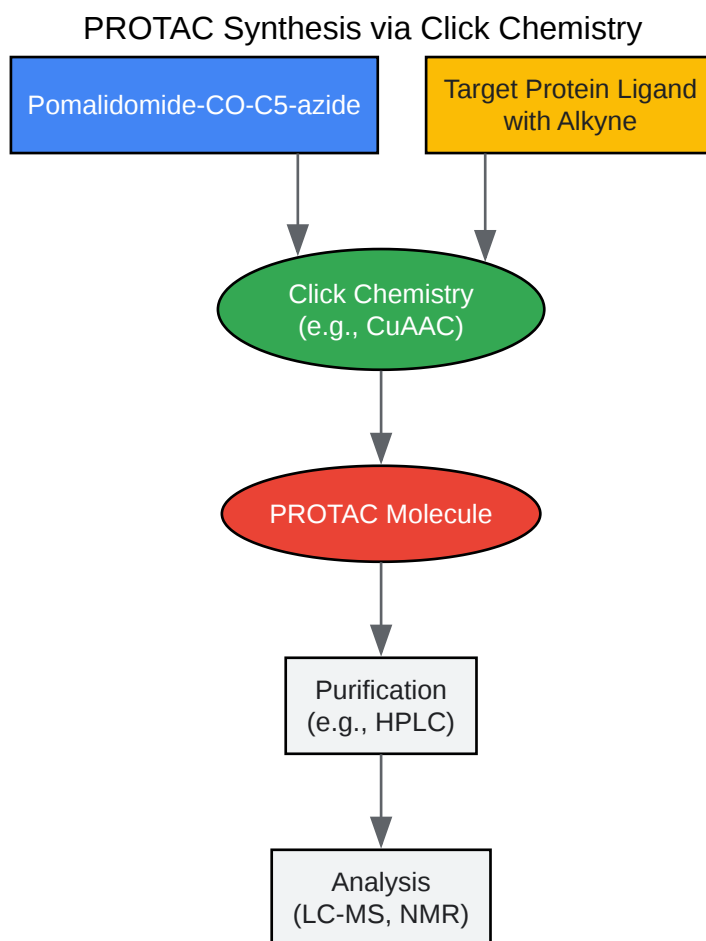 PROTAC Synthesis via Click Chemistry
Pomalidomide-CO-C5-azide
Target Protein Ligand
with Alkyne
Click Chemistry
(e.g., CuAAC)
PROTAC Molecule
Purification
(e.g., HPLC)
Analysis
(LC-MS, NMR)